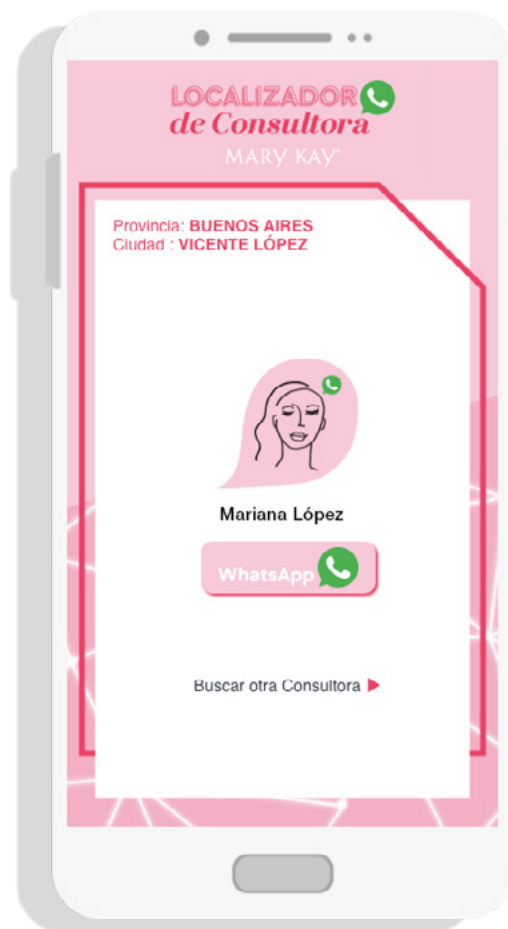 LOCALIZADOR
de Consultora
MARY KAY®
Provincia: BUENOS AIRES
Ciudad : VICENTE LÓPEZ
Mariana López
WhatsApp
Buscar otra Consultora